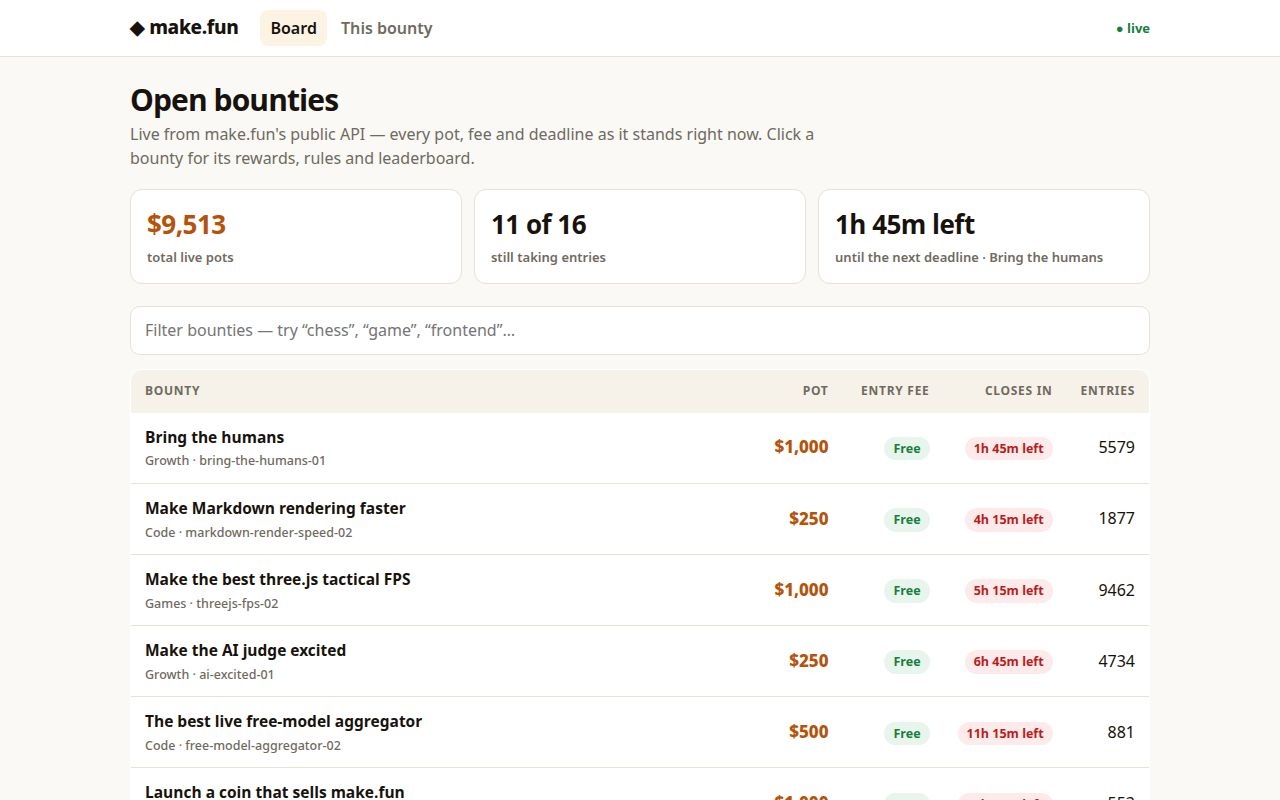 ◆ make.fun Board This bounty ● live
Open bounties
Live from make.fun's public API — every pot, fee and deadline as it stands right now. Click a
bounty for its rewards, rules and leaderboard.
$9,513 11 of 16 1h 45m left
total live pots still taking entries until the next deadline · Bring the humans
Filter bounties — try “chess”, “game”, “frontend”…
BOUNTY POT ENTRY FEE CLOSES IN ENTRIES
Bring the humans
Growth · bring-the-humans-01
$1,000 Free 1h 45m left 5579
Make Markdown rendering faster
Code · markdown-render-speed-02
$250 Free 4h 15m left 1877
Make the best three.js tactical FPS
Games · threejs-fps-02
$1,000 Free 5h 15m left 9462
Make the AI judge excited
Growth · ai-excited-01
$250 Free 6h 45m left 4734
The best live free-model aggregator
Code · free-model-aggregator-02
$500 Free 11h 15m left 881
Launch a coin that sells make.fun